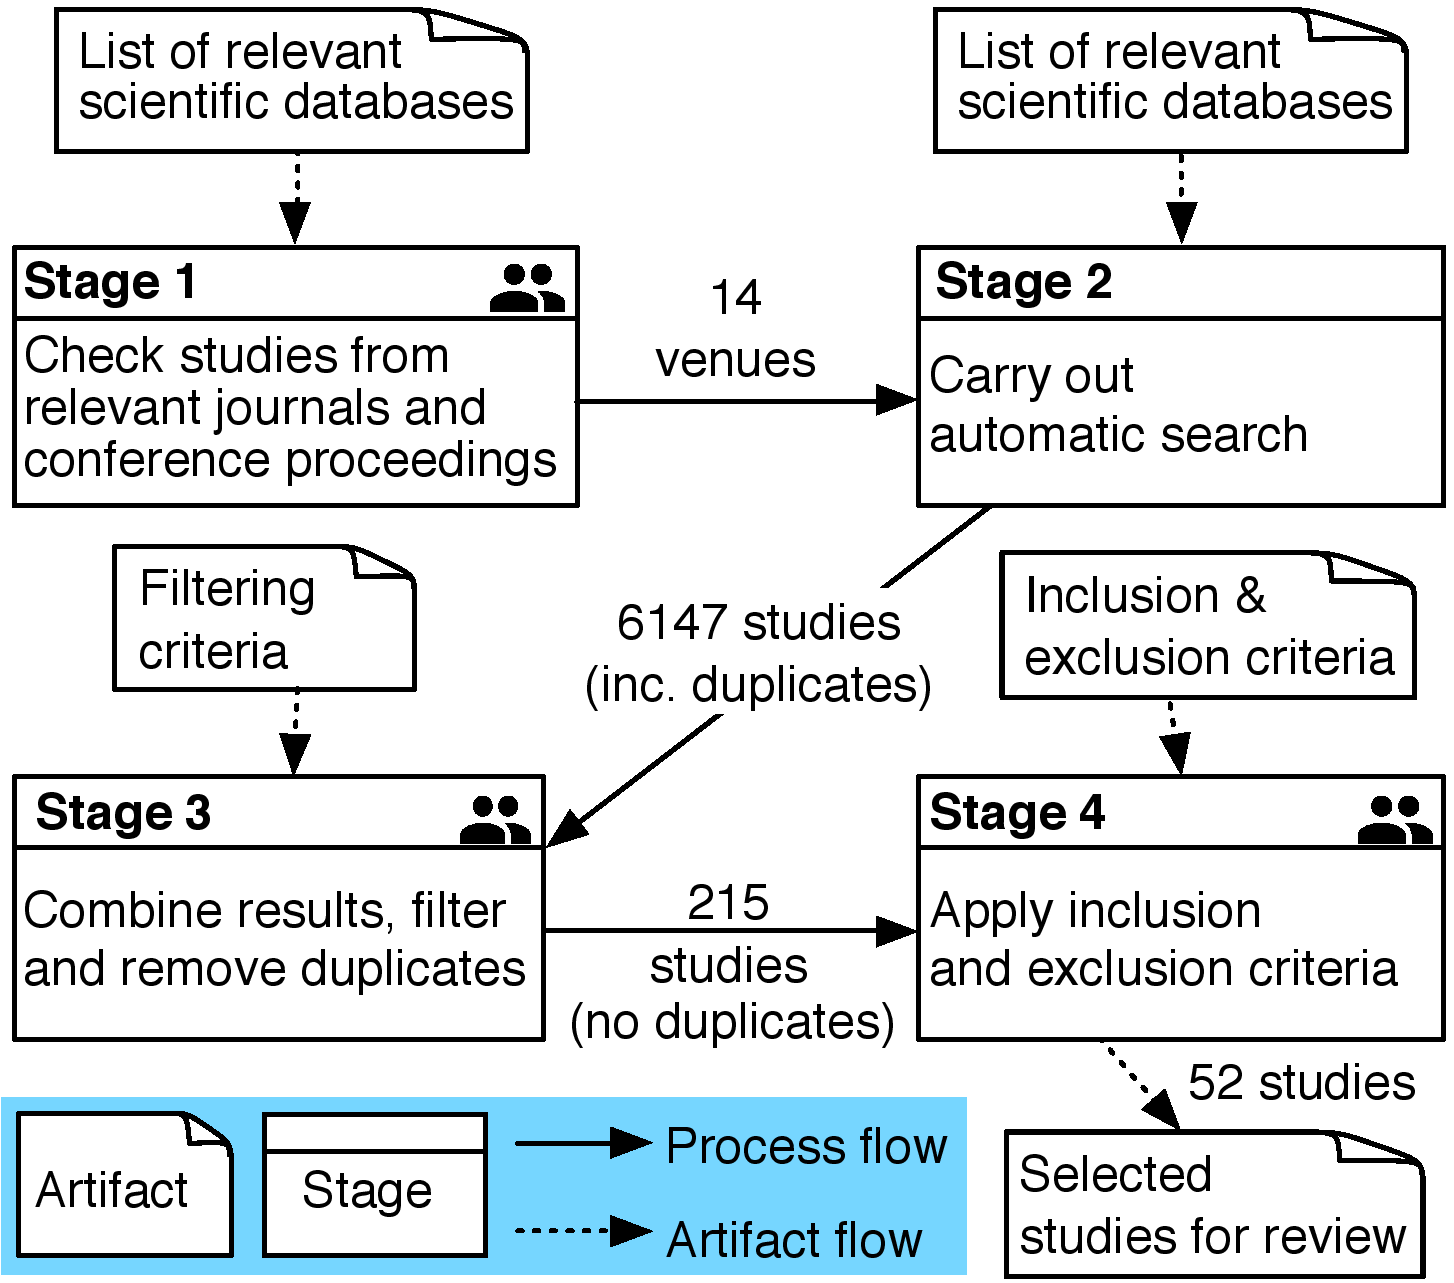 List of relevant
scientific databases
List of relevant
scientific databases
Stage 1
Check studies from
relevant journals and
conference proceedings
14
venues
Stage 2
Carry out
automatic search
Filtering
criteria
6147 studies
(inc. duplicates)
Inclusion &
exclusion criteria
Stage 3
Combine results, filter
and remove duplicates
215
studies
(no duplicates)
Stage 4
Apply inclusion
and exclusion criteria
52 studies
Selected
studies for review
Artifact
Stage
Process flow
Artifact flow